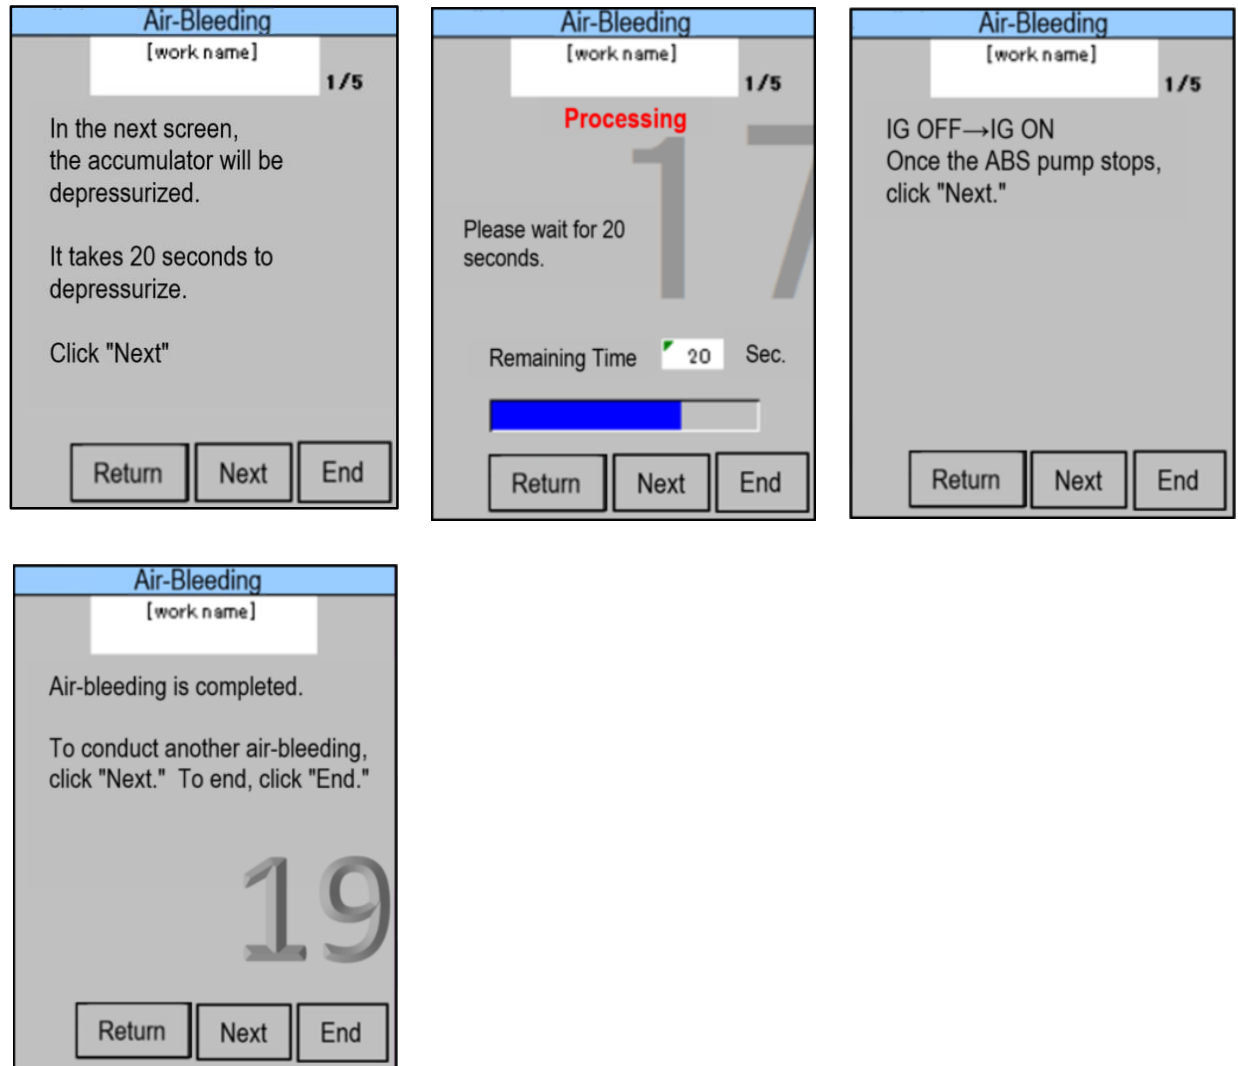 Air-Bleeding
[work name]
1/5
In the next screen,
the accumulator will be
depressurized.
It takes 20 seconds to
depressurize.
Click "Next"
Return Next End
Air-Bleeding
[work name]
1/5
Processing
17
Please wait for 20
seconds.
Remaining Time 20 Sec.
Return Next End
Air-Bleeding
[work name]
1/5
IG OFF→IG ON
Once the ABS pump stops,
click "Next."
Return Next End
Air-Bleeding
[work name]
Air-bleeding is completed.
To conduct another air-bleeding,
click "Next." To end, click "End."
19
Return Next End